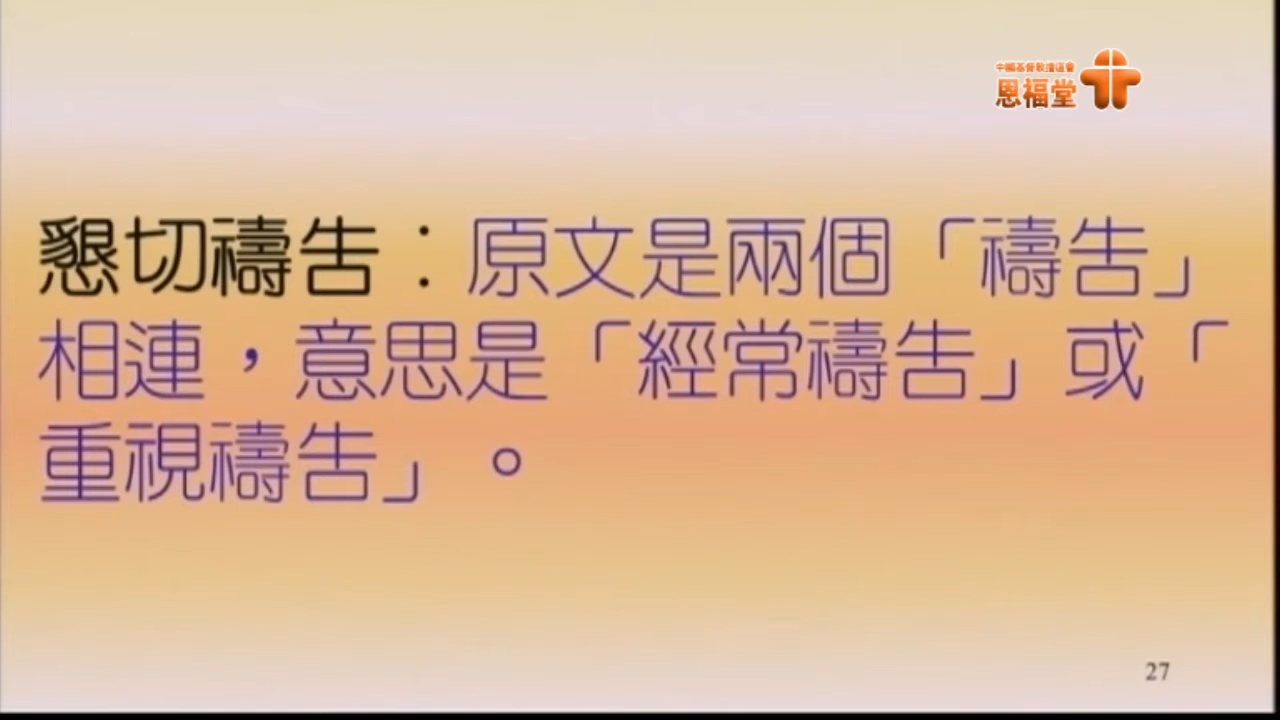 中國基督教播道會
恩福堂
懇切禱告：原文是兩個「禱告」
相連，意思是「經常禱告」或「
重視禱告」。
27